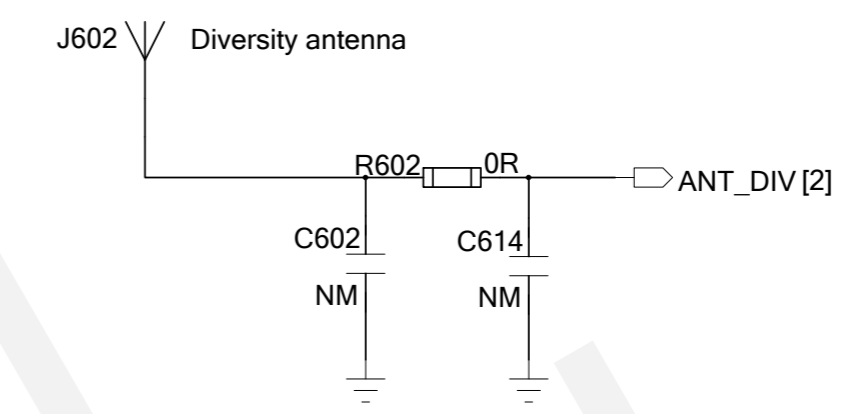 J602 Diversity antenna
R602 0R
ANT_DIV [2]
C602 C614
NM NM